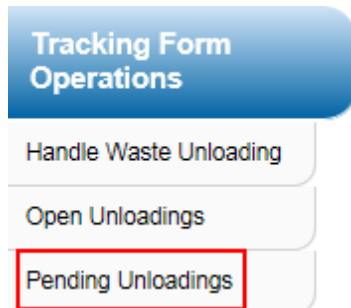 Tracking Form
Operations
Handle Waste Unloading
Open Unloadings
Pending Unloadings